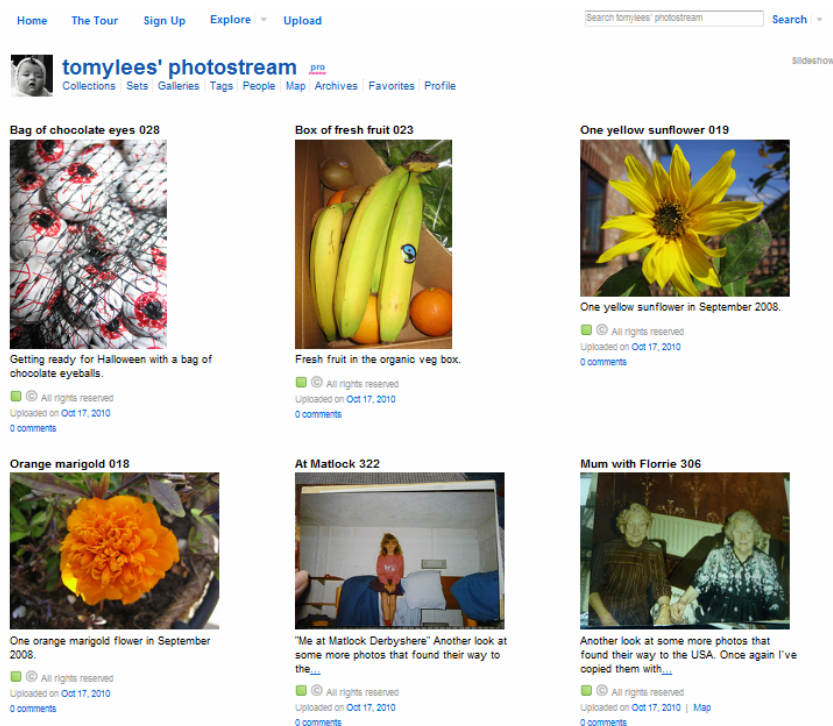 Home The Tour Sign Up Explore Upload
Search tomylees' photostream Search
tomylees' photostream pro
Slideshow
Collections Sets Galleries Tags People Map Archives Favorites Profile
Bag of chocolate eyes 028
Getting ready for Halloween with a bag of
chocolate eyeballs.
© All rights reserved
Uploaded on Oct 17, 2010
0 comments
Box of fresh fruit 023
Fresh fruit in the organic veg box.
© All rights reserved
Uploaded on Oct 17, 2010
0 comments
One yellow sunflower 019
One yellow sunflower in September 2008.
© All rights reserved
Uploaded on Oct 17, 2010
0 comments
Orange marigold 018
One orange marigold flower in September
2008.
© All rights reserved
Uploaded on Oct 17, 2010
0 comments
At Matlock 322
"Me at Matlock Derbyshere" Another look at
some more photos that found their way to
the...
© All rights reserved
Uploaded on Oct 17, 2010
0 comments
Mum with Florrie 306
Another look at some more photos that
found their way to the USA. Once again I've
copied them with...
© All rights reserved
Uploaded on Oct 17, 2010 | Map
0 comments